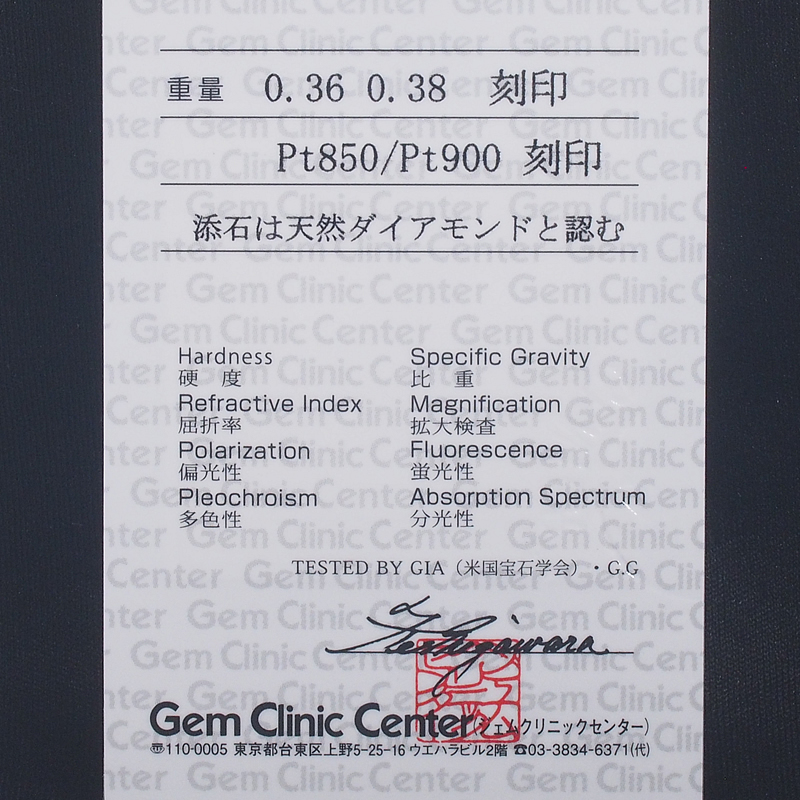 重量 0.36 0.38 刻印
Pt850/Pt900 刻印
添石は天然ダイアモンドと認む
Hardness Specific Gravity
硬 度 比 重
Refractive Index Magnification
屈折率 拡大検査
Polarization Fluorescence
偏光性 蛍光性
Pleochroism Absorption Spectrum
多色性 分光性
TESTED BY GIA（米国宝石学会）・G.G
Gem Clinic Center(ジェムクリニックセンター)
〠110-0005 東京都台東区上野5-25-16 ウエハラビル2階 ☎03-3834-6371(代)